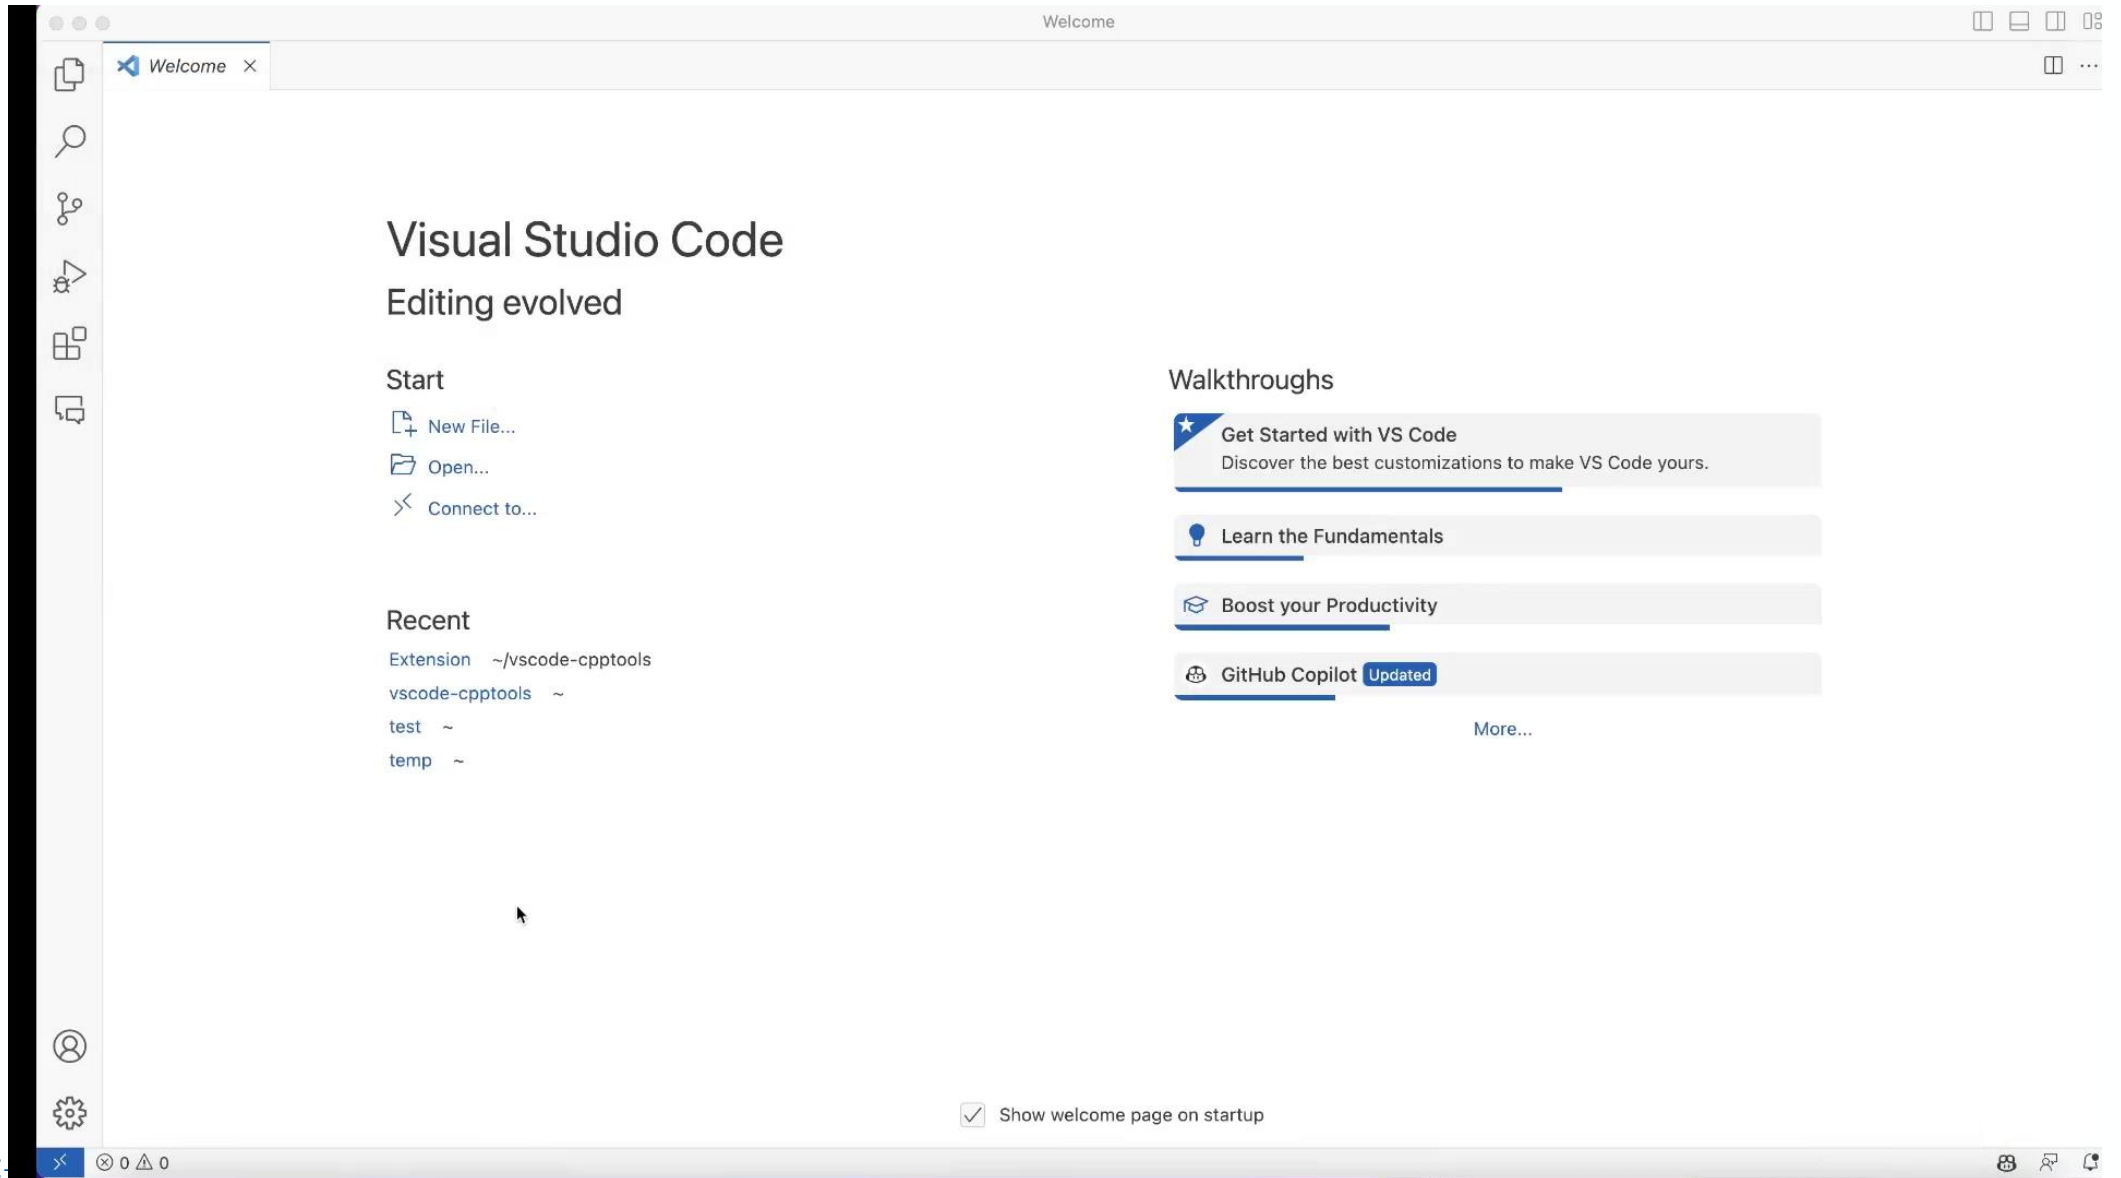 Welcome
Welcome
Visual Studio Code
Editing evolved
Start
New File...
Open...
Connect to...
Recent
Extension ~/vscode-cpptools
vscode-cpptools ~
test ~
temp ~
Walkthroughs
Get Started with VS Code
Discover the best customizations to make VS Code yours.
Learn the Fundamentals
Boost your Productivity
GitHub Copilot Updated
More...
Show welcome page on startup
0 0